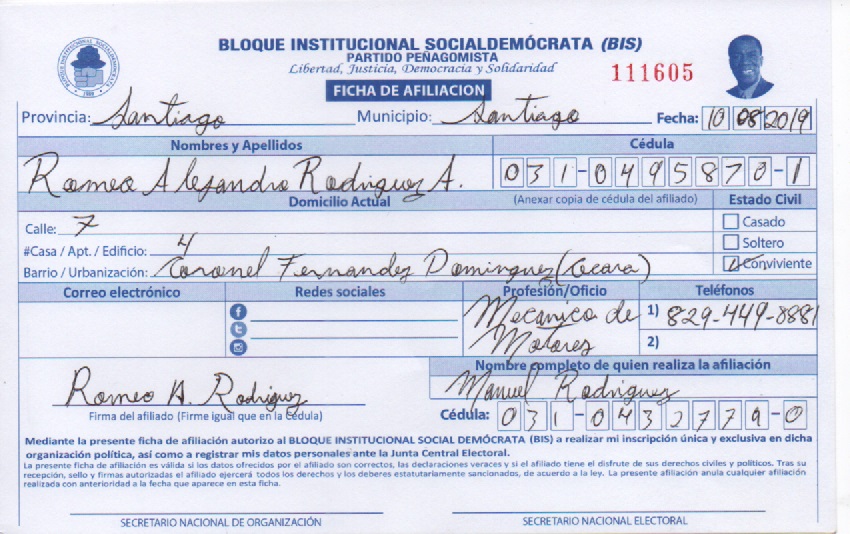 BLOQUE INSTITUCIONAL SOCIALDEMÓCRATA (BIS)
PARTIDO PEÑAGOMISTA
Libertad, Justicia, Democracia y Solidaridad
111605
FICHA DE AFILIACION
Provincia: Santiago Municipio: Santiago Fecha: 10 08 2019
Nombres y Apellidos Cédula
Romeo Alejandro Rodriguez A. 031-0495870-1
Domicilio Actual (Anexar copia de cédula del afiliado) Estado Civil
Calle: 7 Casado
#Casa / Apt. / Edificio: 4 Soltero
Barrio / Urbanización: Coronel Fernandez Dominguez (Cecara) Conviviente
Correo electrónico Redes sociales Profesión/Oficio Teléfonos
Mecanico de Motores 1) 829-449-8881
2)
Nombre completo de quien realiza la afiliación
Romeo A. Rodriguez Manuel Rodriguez
Firma del afiliado (Firme igual que en la Cédula) Cédula: 031-0432779-0
Mediante la presente ficha de afiliación autorizo al BLOQUE INSTITUCIONAL SOCIAL DEMÓCRATA (BIS) a realizar mi inscripción única y exclusiva en dicha
organización política, así como a registrar mis datos personales ante la Junta Central Electoral.
La presente ficha de afiliación es válida si los datos ofrecidos por el afiliado son correctos, las declaraciones veraces y si el afiliado tiene el disfrute de sus derechos civiles y políticos. Tras su
recepción, sello y firmas autorizadas el afiliado ejercerá todos los derechos y los deberes estatutariamente sancionados, de acuerdo a la ley. La presente afiliación anula cualquier afiliación
realizada con anterioridad a la fecha que aparece en esta ficha.
SECRETARIO NACIONAL DE ORGANIZACIÓN SECRETARIO NACIONAL ELECTORAL